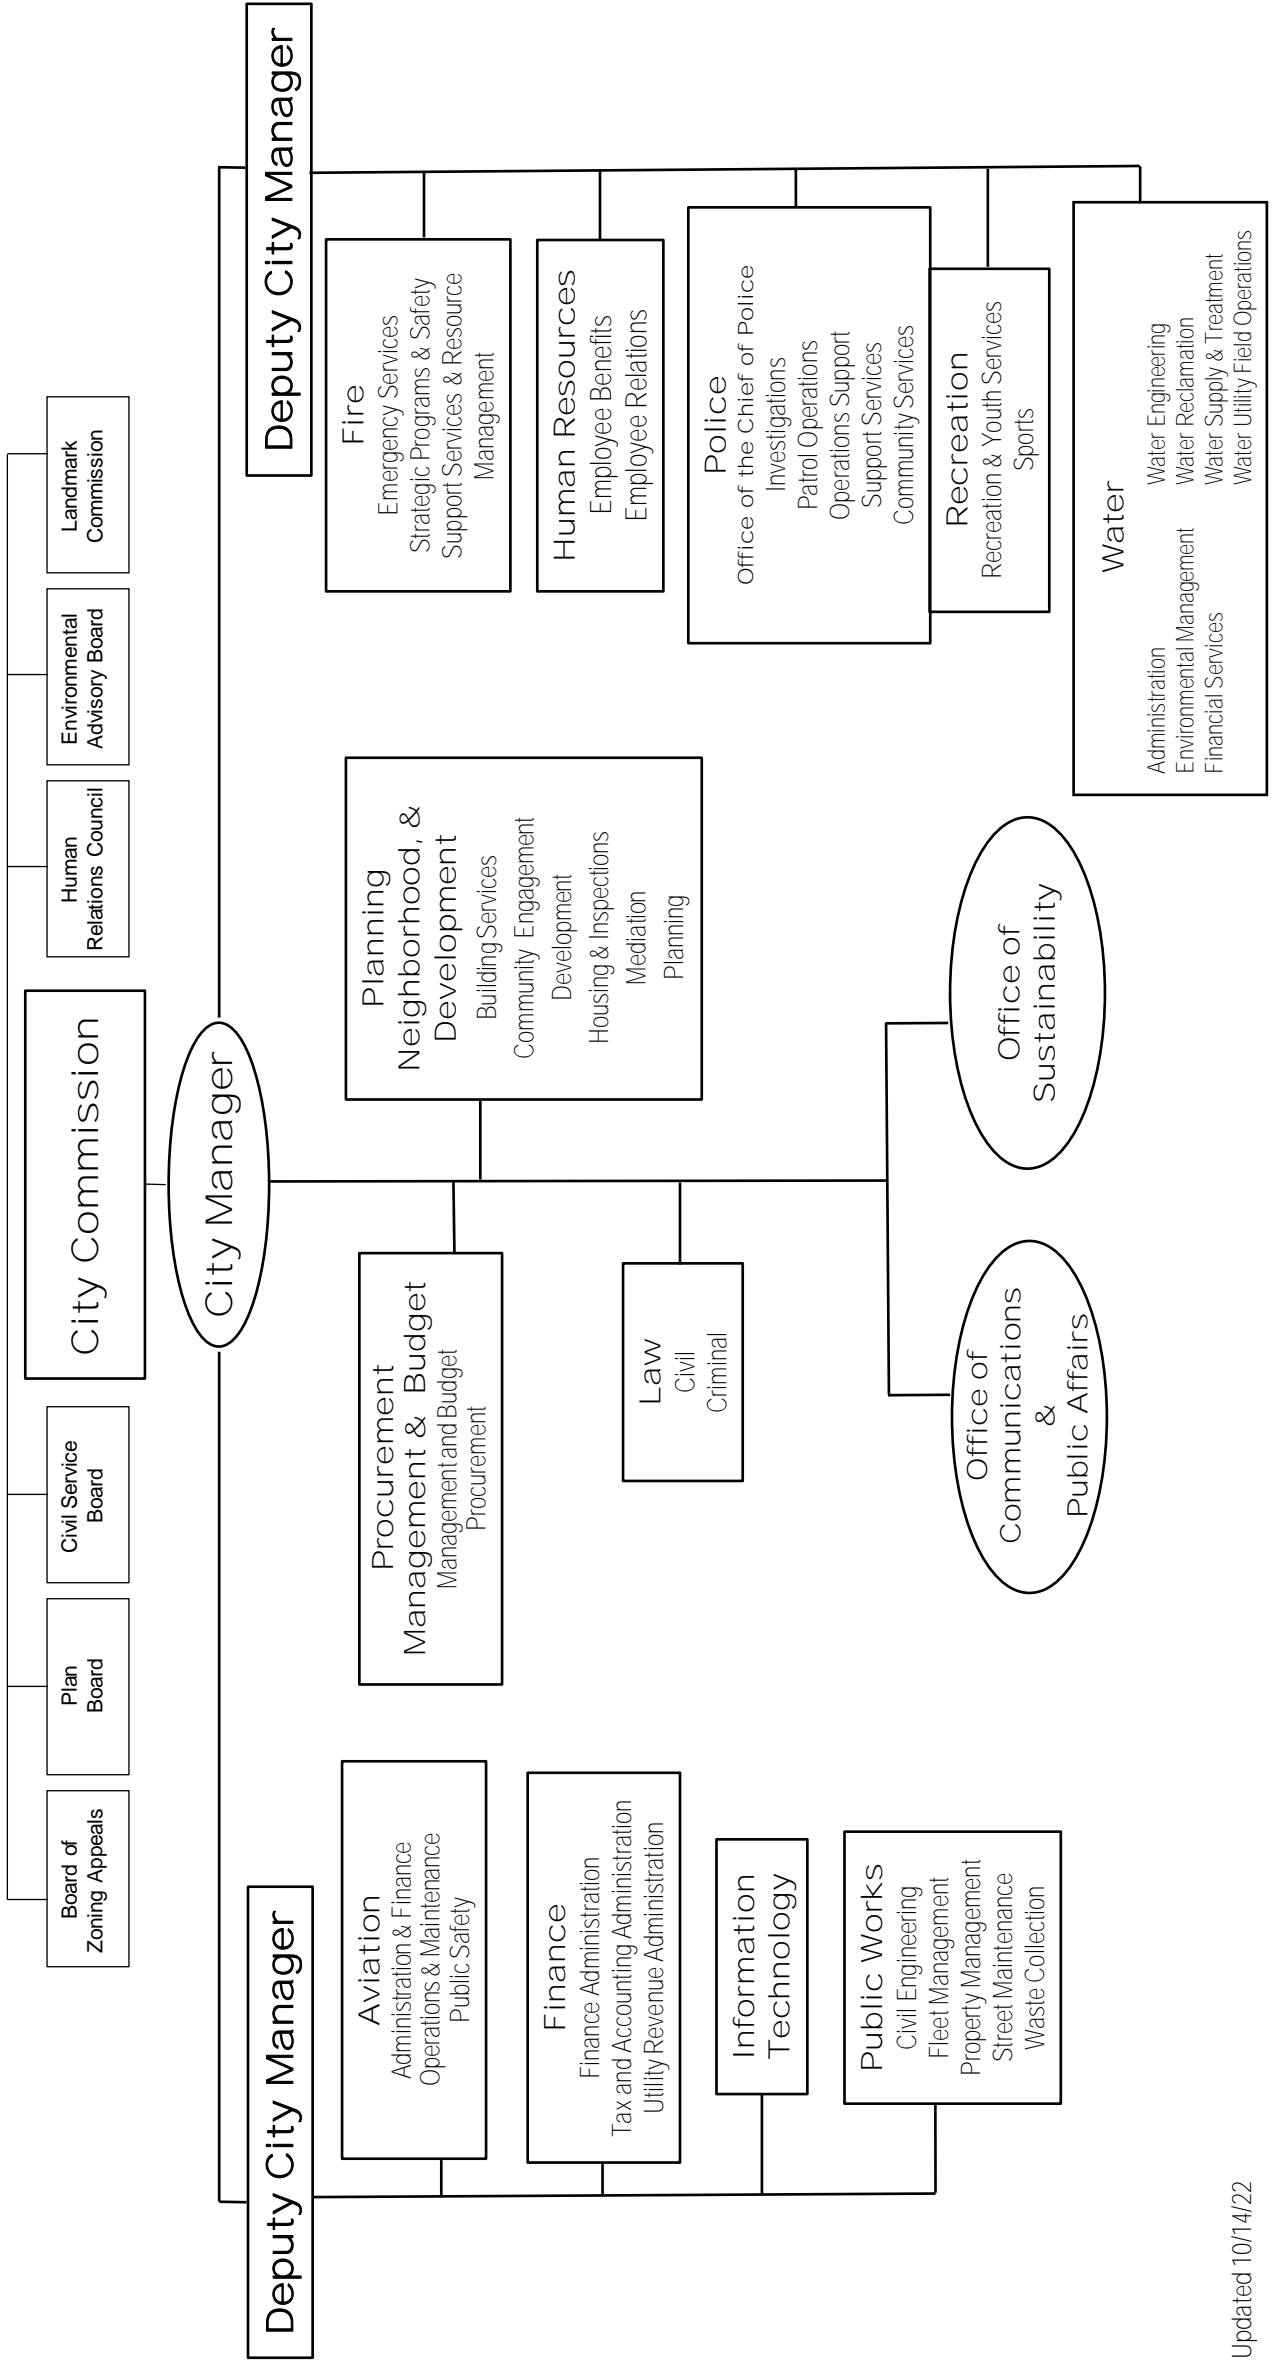 Board of
Zoning Appeals
Plan
Board
Civil Service
Board
City Commission
Human
Relations Council
Environmental
Advisory Board
Landmark
Commission
City Manager
Deputy City Manager
Aviation
Administration & Finance
Operations & Maintenance
Public Safety
Finance
Finance Administration
Tax and Accounting Administration
Utility Revenue Administration
Information
Technology
Public Works
Civil Engineering
Fleet Management
Property Management
Street Maintenance
Waste Collection
Procurement
Management & Budget
Management and Budget
Procurement
Law
Civil
Criminal
Office of
Communications
&
Public Affairs
Planning
Neighborhood, &
Development
Building Services
Community Engagement
Development
Housing & Inspections
Mediation
Planning
Office of
Sustainability
Deputy City Manager
Fire
Emergency Services
Strategic Programs & Safety
Support Services & Resource
Management
Human Resources
Employee Benefits
Employee Relations
Police
Office of the Chief of Police
Investigations
Patrol Operations
Operations Support
Support Services
Community Services
Recreation
Recreation & Youth Services
Sports
Water
Administration
Environmental Management
Financial Services
Water Engineering
Water Reclamation
Water Supply & Treatment
Water Utility Field Operations
Updated 10/14/22